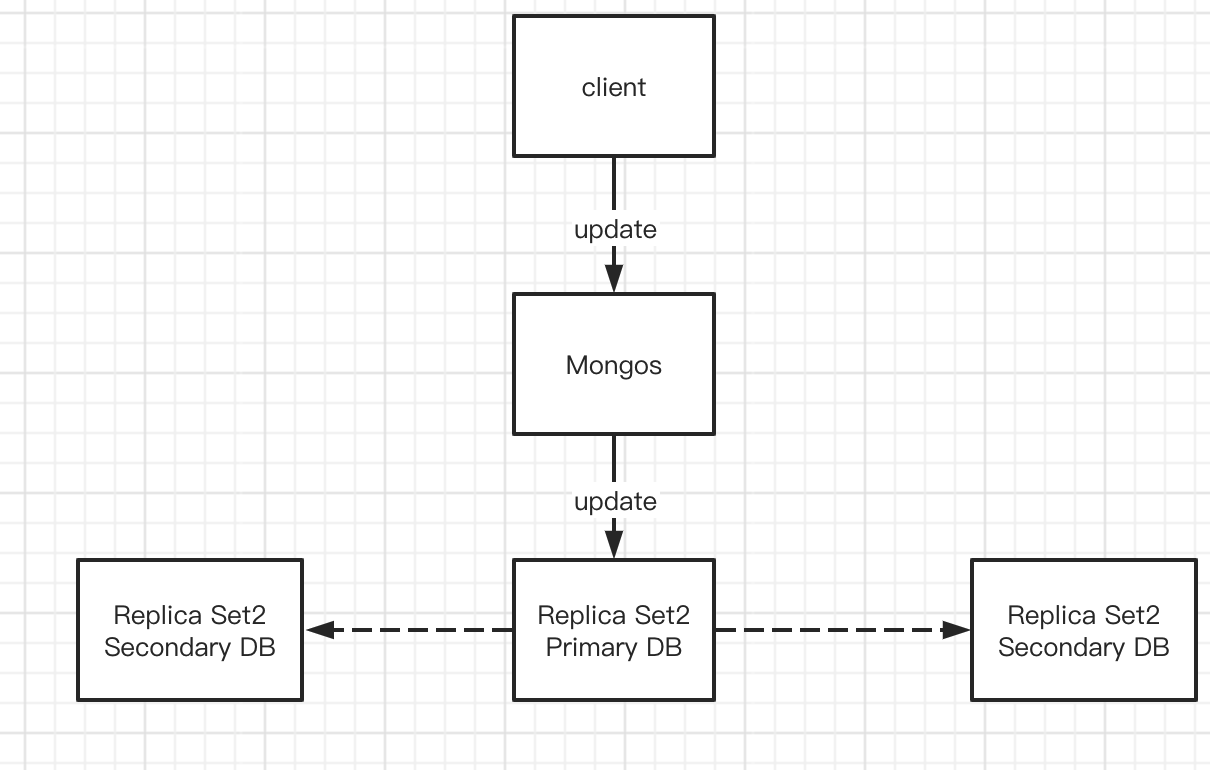 client
update
Mongos
update
Replica Set2
Secondary DB
Replica Set2
Primary DB
Replica Set2
Secondary DB